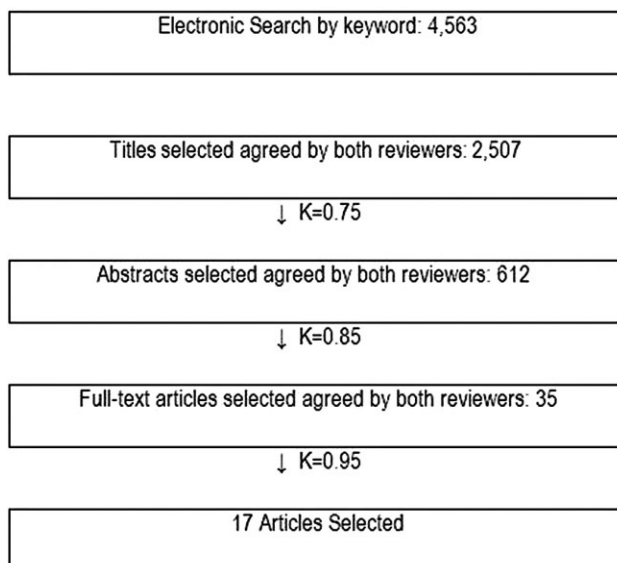 Electronic Search by keyword: 4,563
Titles selected agreed by both reviewers: 2,507
↓ K=0.75
Abstracts selected agreed by both reviewers: 612
↓ K=0.85
Full-text articles selected agreed by both reviewers: 35
↓ K=0.95
17 Articles Selected